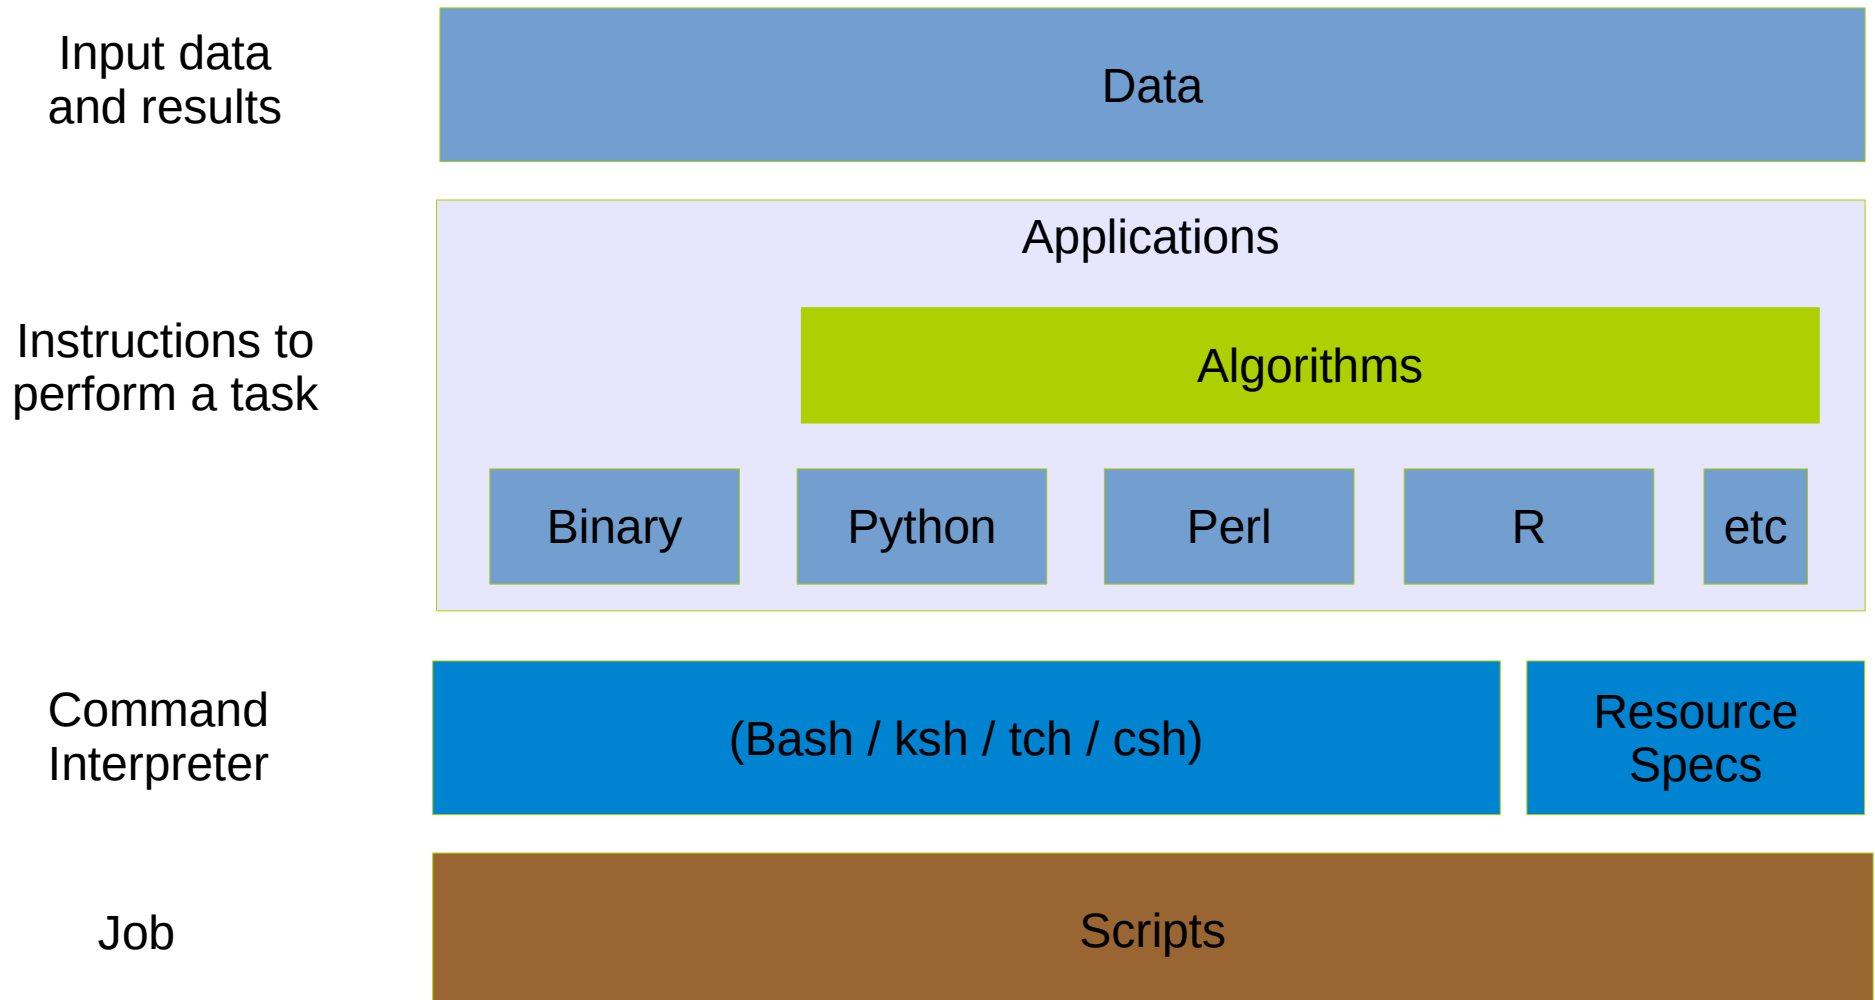 Input data
and results
Data
Applications
Instructions to
perform a task
Algorithms
Binary
Python
Perl
R
etc
Command
Interpreter
(Bash / ksh / tch / csh)
Resource
Specs
Job
Scripts